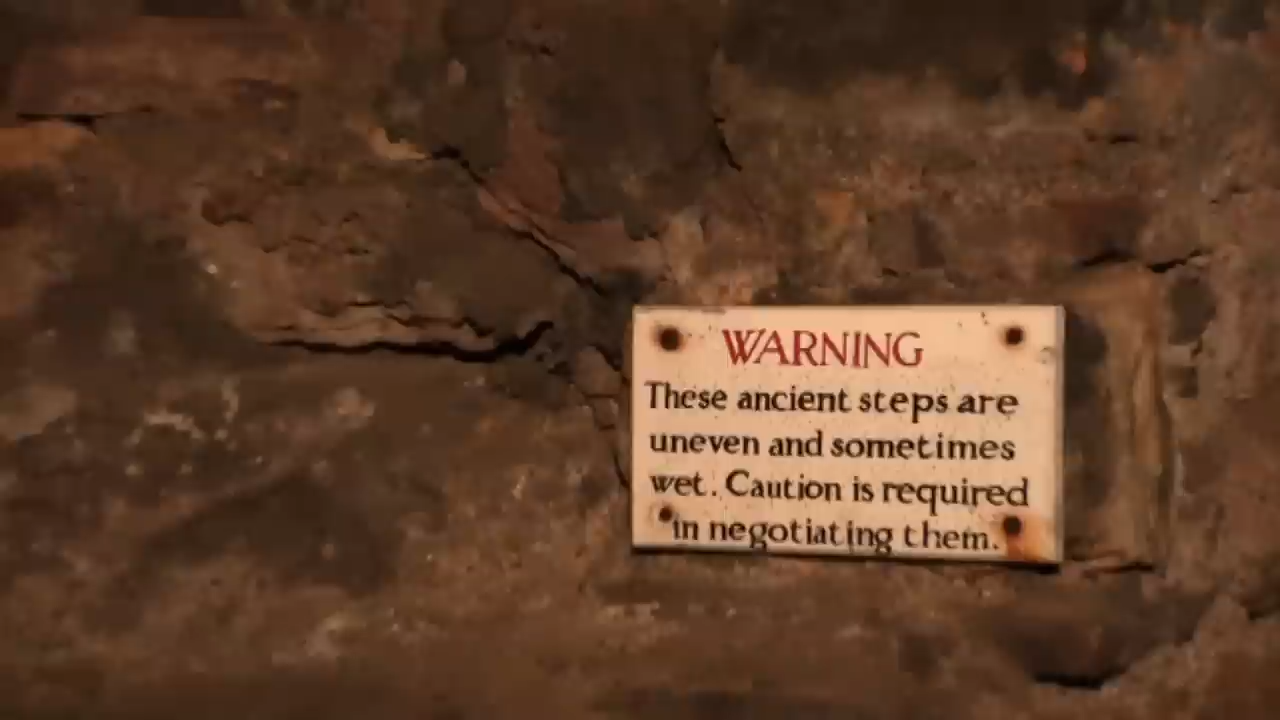 WARNING
These ancient steps are
uneven and sometimes
wet. Caution is required
in negotiating them.